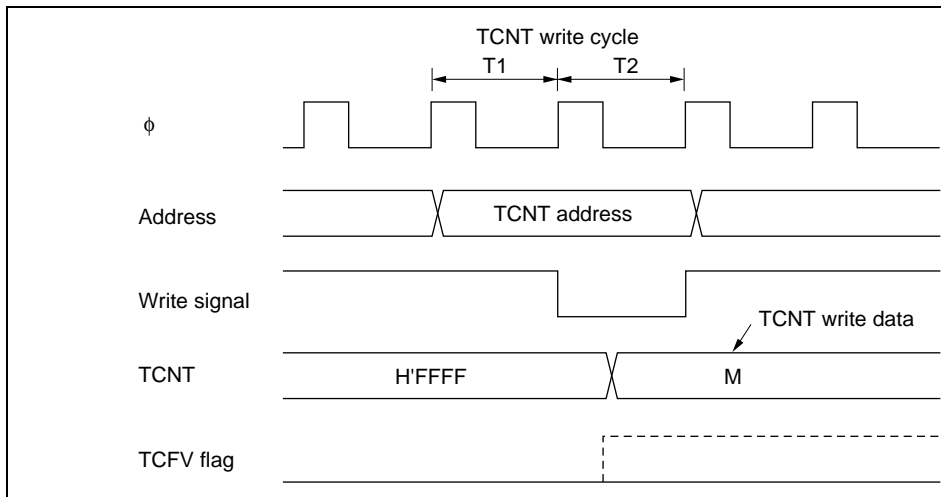 TCNT write cycle
T1 T2
ϕ
Address TCNT address
Write signal
TCNT write data
TCNT H'FFFF M
TCFV flag